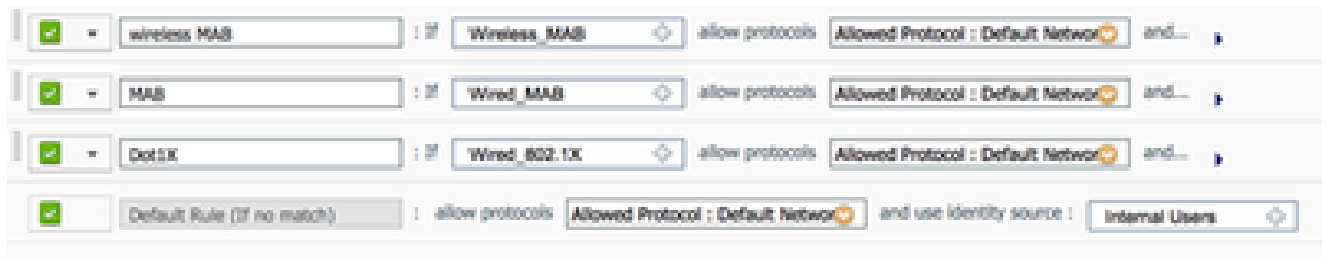 wireless MAB : If Wireless_MAB allow protocols Allowed Protocol : Default Networ and...
MAB : If Wired_MAB allow protocols Allowed Protocol : Default Networ and...
Dot1X : If Wired_802.1X allow protocols Allowed Protocol : Default Networ and...
Default Rule (If no match) : allow protocols Allowed Protocol : Default Networ and use identity source : Internal Users